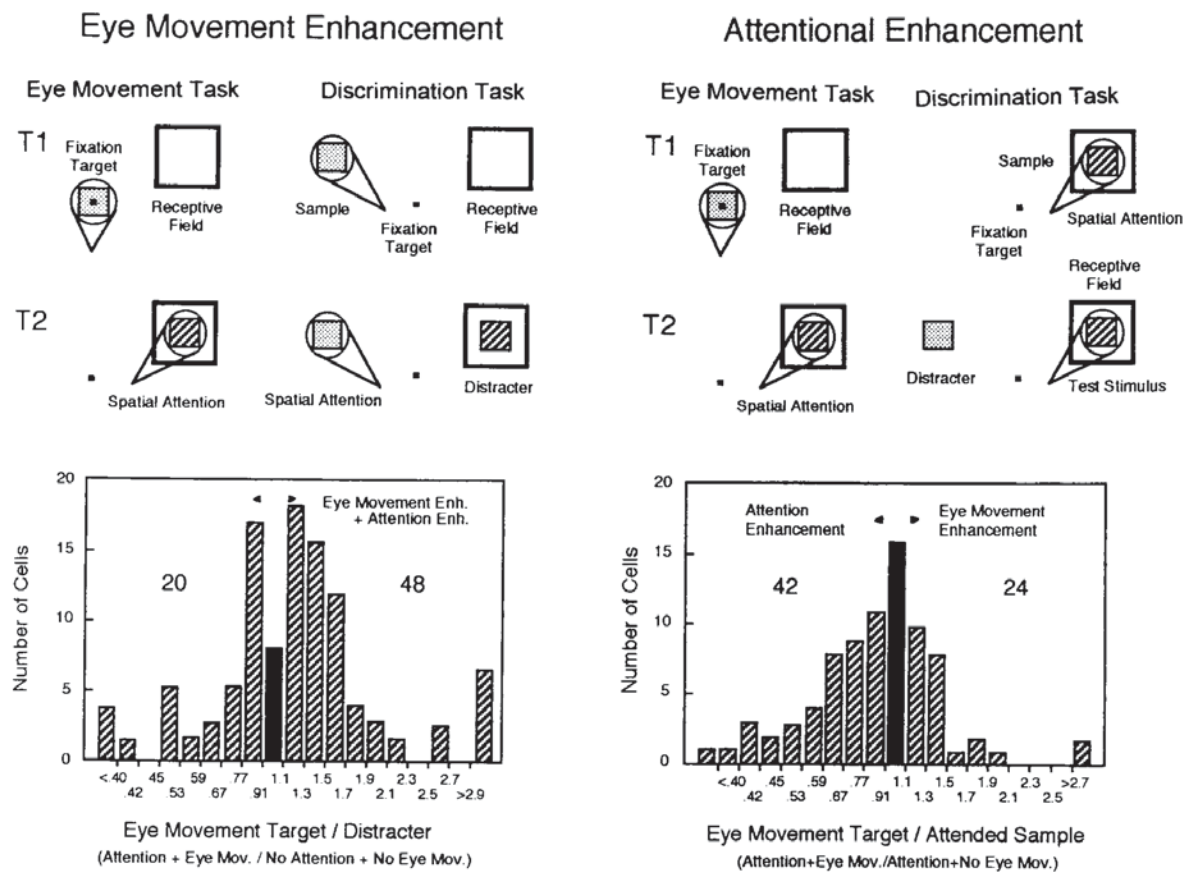 Eye Movement Enhancement
Eye Movement Task
Discrimination Task
T1
Fixation
Target
Receptive
Field
Sample
Fixation
Target
Receptive
Field
T2
Spatial Attention
Spatial Attention
Distracter
20
15
10
5
0
Number of Cells
Eye Movement Enh.
+ Attention Enh.
20
48
<.40 .45 .59 .77 1.1 1.5 1.9 2.3 2.7
.42 .53 .67 .91 1.3 1.7 2.1 2.5 >2.9
Eye Movement Target / Distracter
(Attention + Eye Mov. / No Attention + No Eye Mov.)
Attentional Enhancement
Eye Movement Task
Discrimination Task
T1
Fixation
Target
Receptive
Field
Sample
Fixation
Target
Spatial Attention
Receptive
Field
T2
Spatial Attention
Distracter
Test Stimulus
20
15
10
5
0
Number of Cells
Attention
Enhancement
Eye Movement
Enhancement
42
24
<.40 .45 .59 .77 1.1 1.5 1.9 2.3 >2.7
.42 .53 .67 .91 1.3 1.7 2.1 2.5
Eye Movement Target / Attended Sample
(Attention+Eye Mov./Attention+No Eye Mov.)